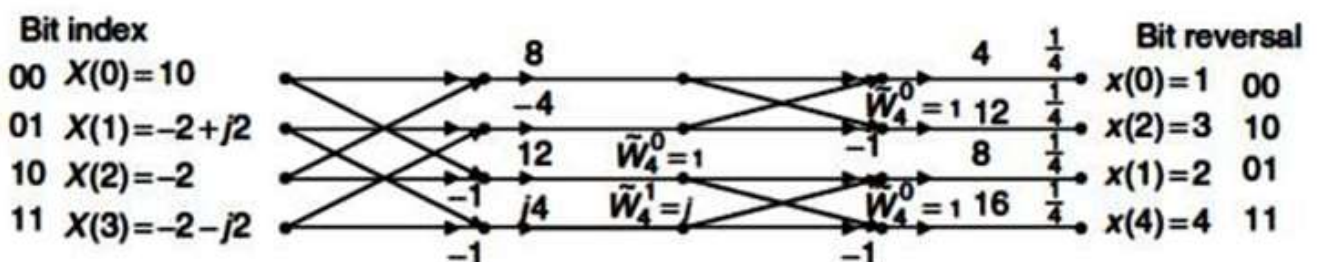 Bit index
Bit reversal
00 X(0)=10 8 4 1/4 x(0)=1 00
01 X(1)=−2+j2 −4 W̃₄⁰=1 12 1/4 x(2)=3 10
−1
10 X(2)=−2 12 W̃₄⁰=1 8 1/4 x(1)=2 01
−1
11 X(3)=−2−j2 j4 W̃₄¹=j W̃₄⁰=1 16 1/4 x(4)=4 11
−1 −1